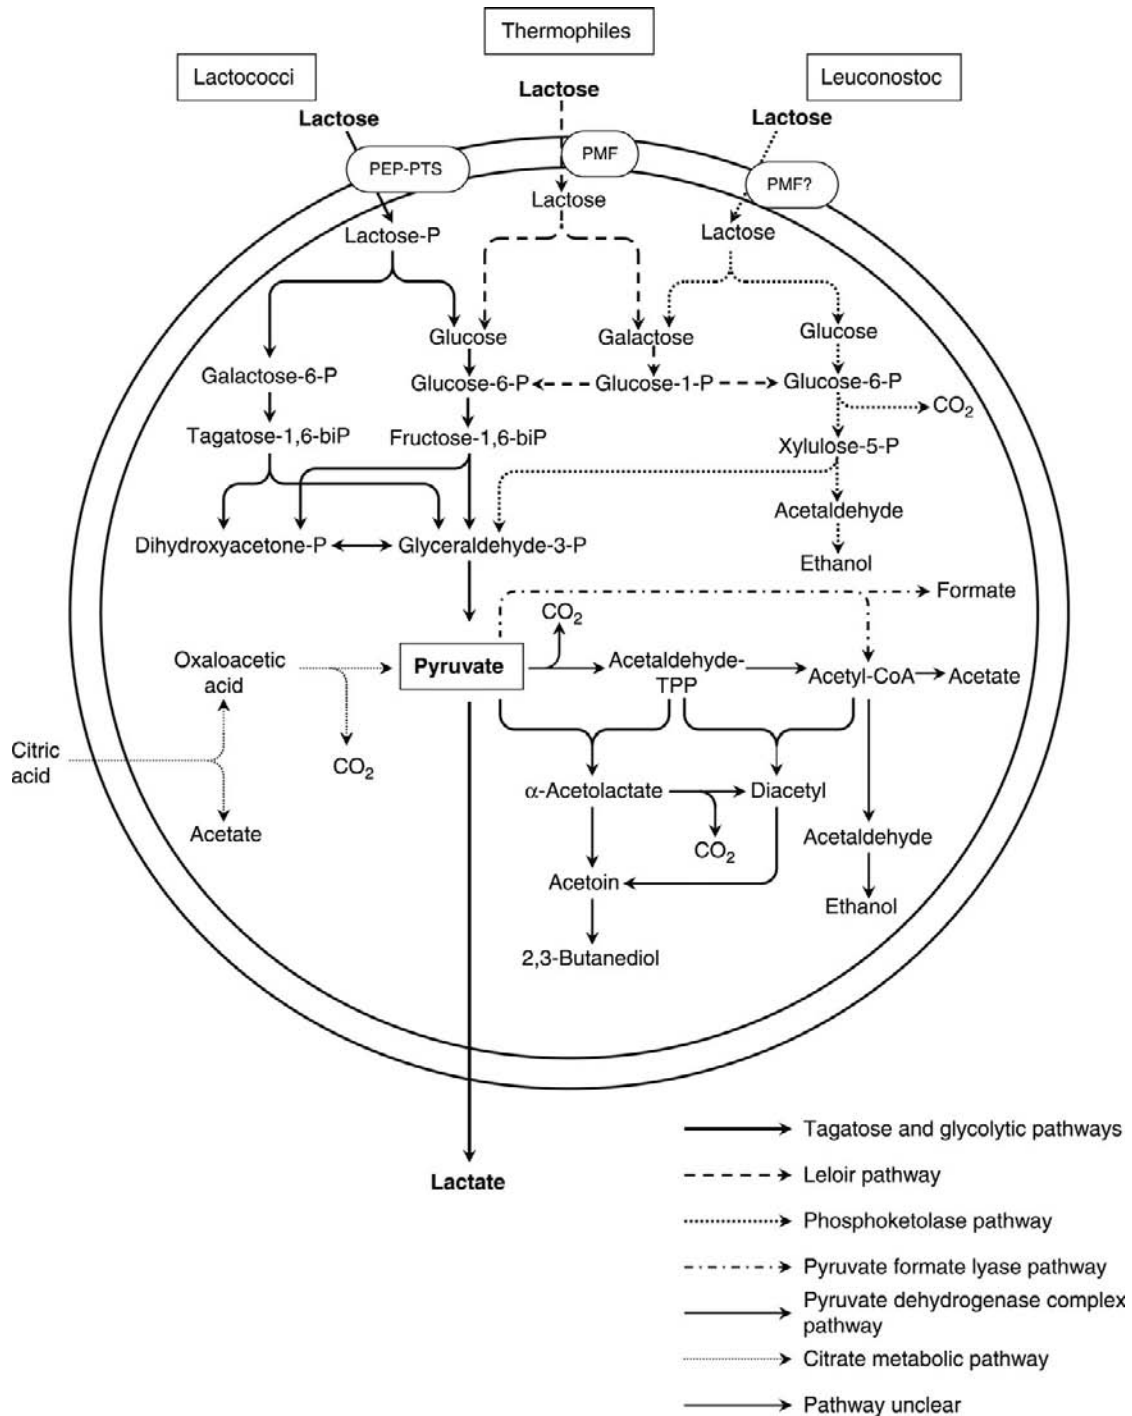 Thermophiles
Lactococci
Leuconostoc
Lactose
Lactose
Lactose
PEP-PTS
PMF
PMF?
Lactose
Lactose-P
Lactose
Glucose
Galactose
Glucose
Galactose-6-P
Glucose-6-P
Glucose-1-P
Glucose-6-P
CO2
Tagatose-1,6-biP
Fructose-1,6-biP
Xylulose-5-P
Acetaldehyde
Dihydroxyacetone-P
Glyceraldehyde-3-P
Ethanol
Formate
CO2
Oxaloacetic
acid
Pyruvate
Acetaldehyde-
TPP
Acetyl-CoA
Acetate
Citric
acid
CO2
α-Acetolactate
Diacetyl
Acetate
CO2
Acetaldehyde
Acetoin
Ethanol
2,3-Butanediol
Lactate
Tagatose and glycolytic pathways
Leloir pathway
Phosphoketolase pathway
Pyruvate formate lyase pathway
Pyruvate dehydrogenase complex
pathway
Citrate metabolic pathway
Pathway unclear